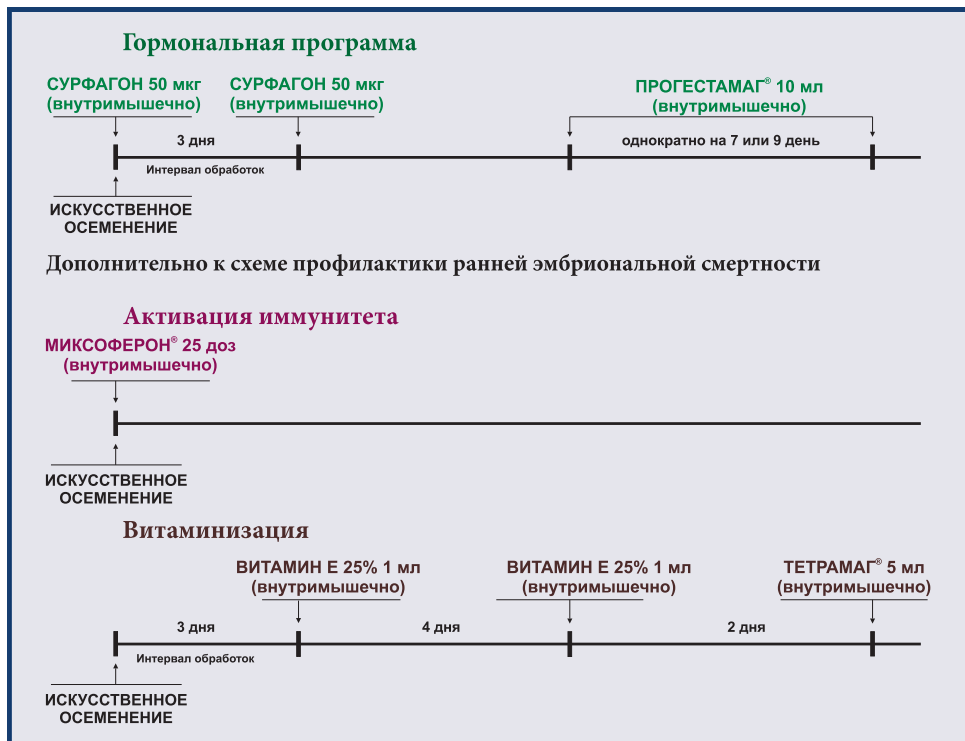 Гормональная программа
СУРФАГОН 50 мкг
(внутримышечно)
СУРФАГОН 50 мкг
(внутримышечно)
ПРОГЕСТАМАГ® 10 мл
(внутримышечно)
3 дня
однократно на 7 или 9 день
Интервал обработок
ИСКУССТВЕННОЕ
ОСЕМЕНЕНИЕ
Дополнительно к схеме профилактики ранней эмбриональной смертности
Активация иммунитета
МИКСОФЕРОН® 25 доз
(внутримышечно)
ИСКУССТВЕННОЕ
ОСЕМЕНЕНИЕ
Витаминизация
ВИТАМИН Е 25% 1 мл
(внутримышечно)
ВИТАМИН Е 25% 1 мл
(внутримышечно)
ТЕТРАМАГ® 5 мл
(внутримышечно)
3 дня
4 дня
2 дня
Интервал обработок
ИСКУССТВЕННОЕ
ОСЕМЕНЕНИЕ